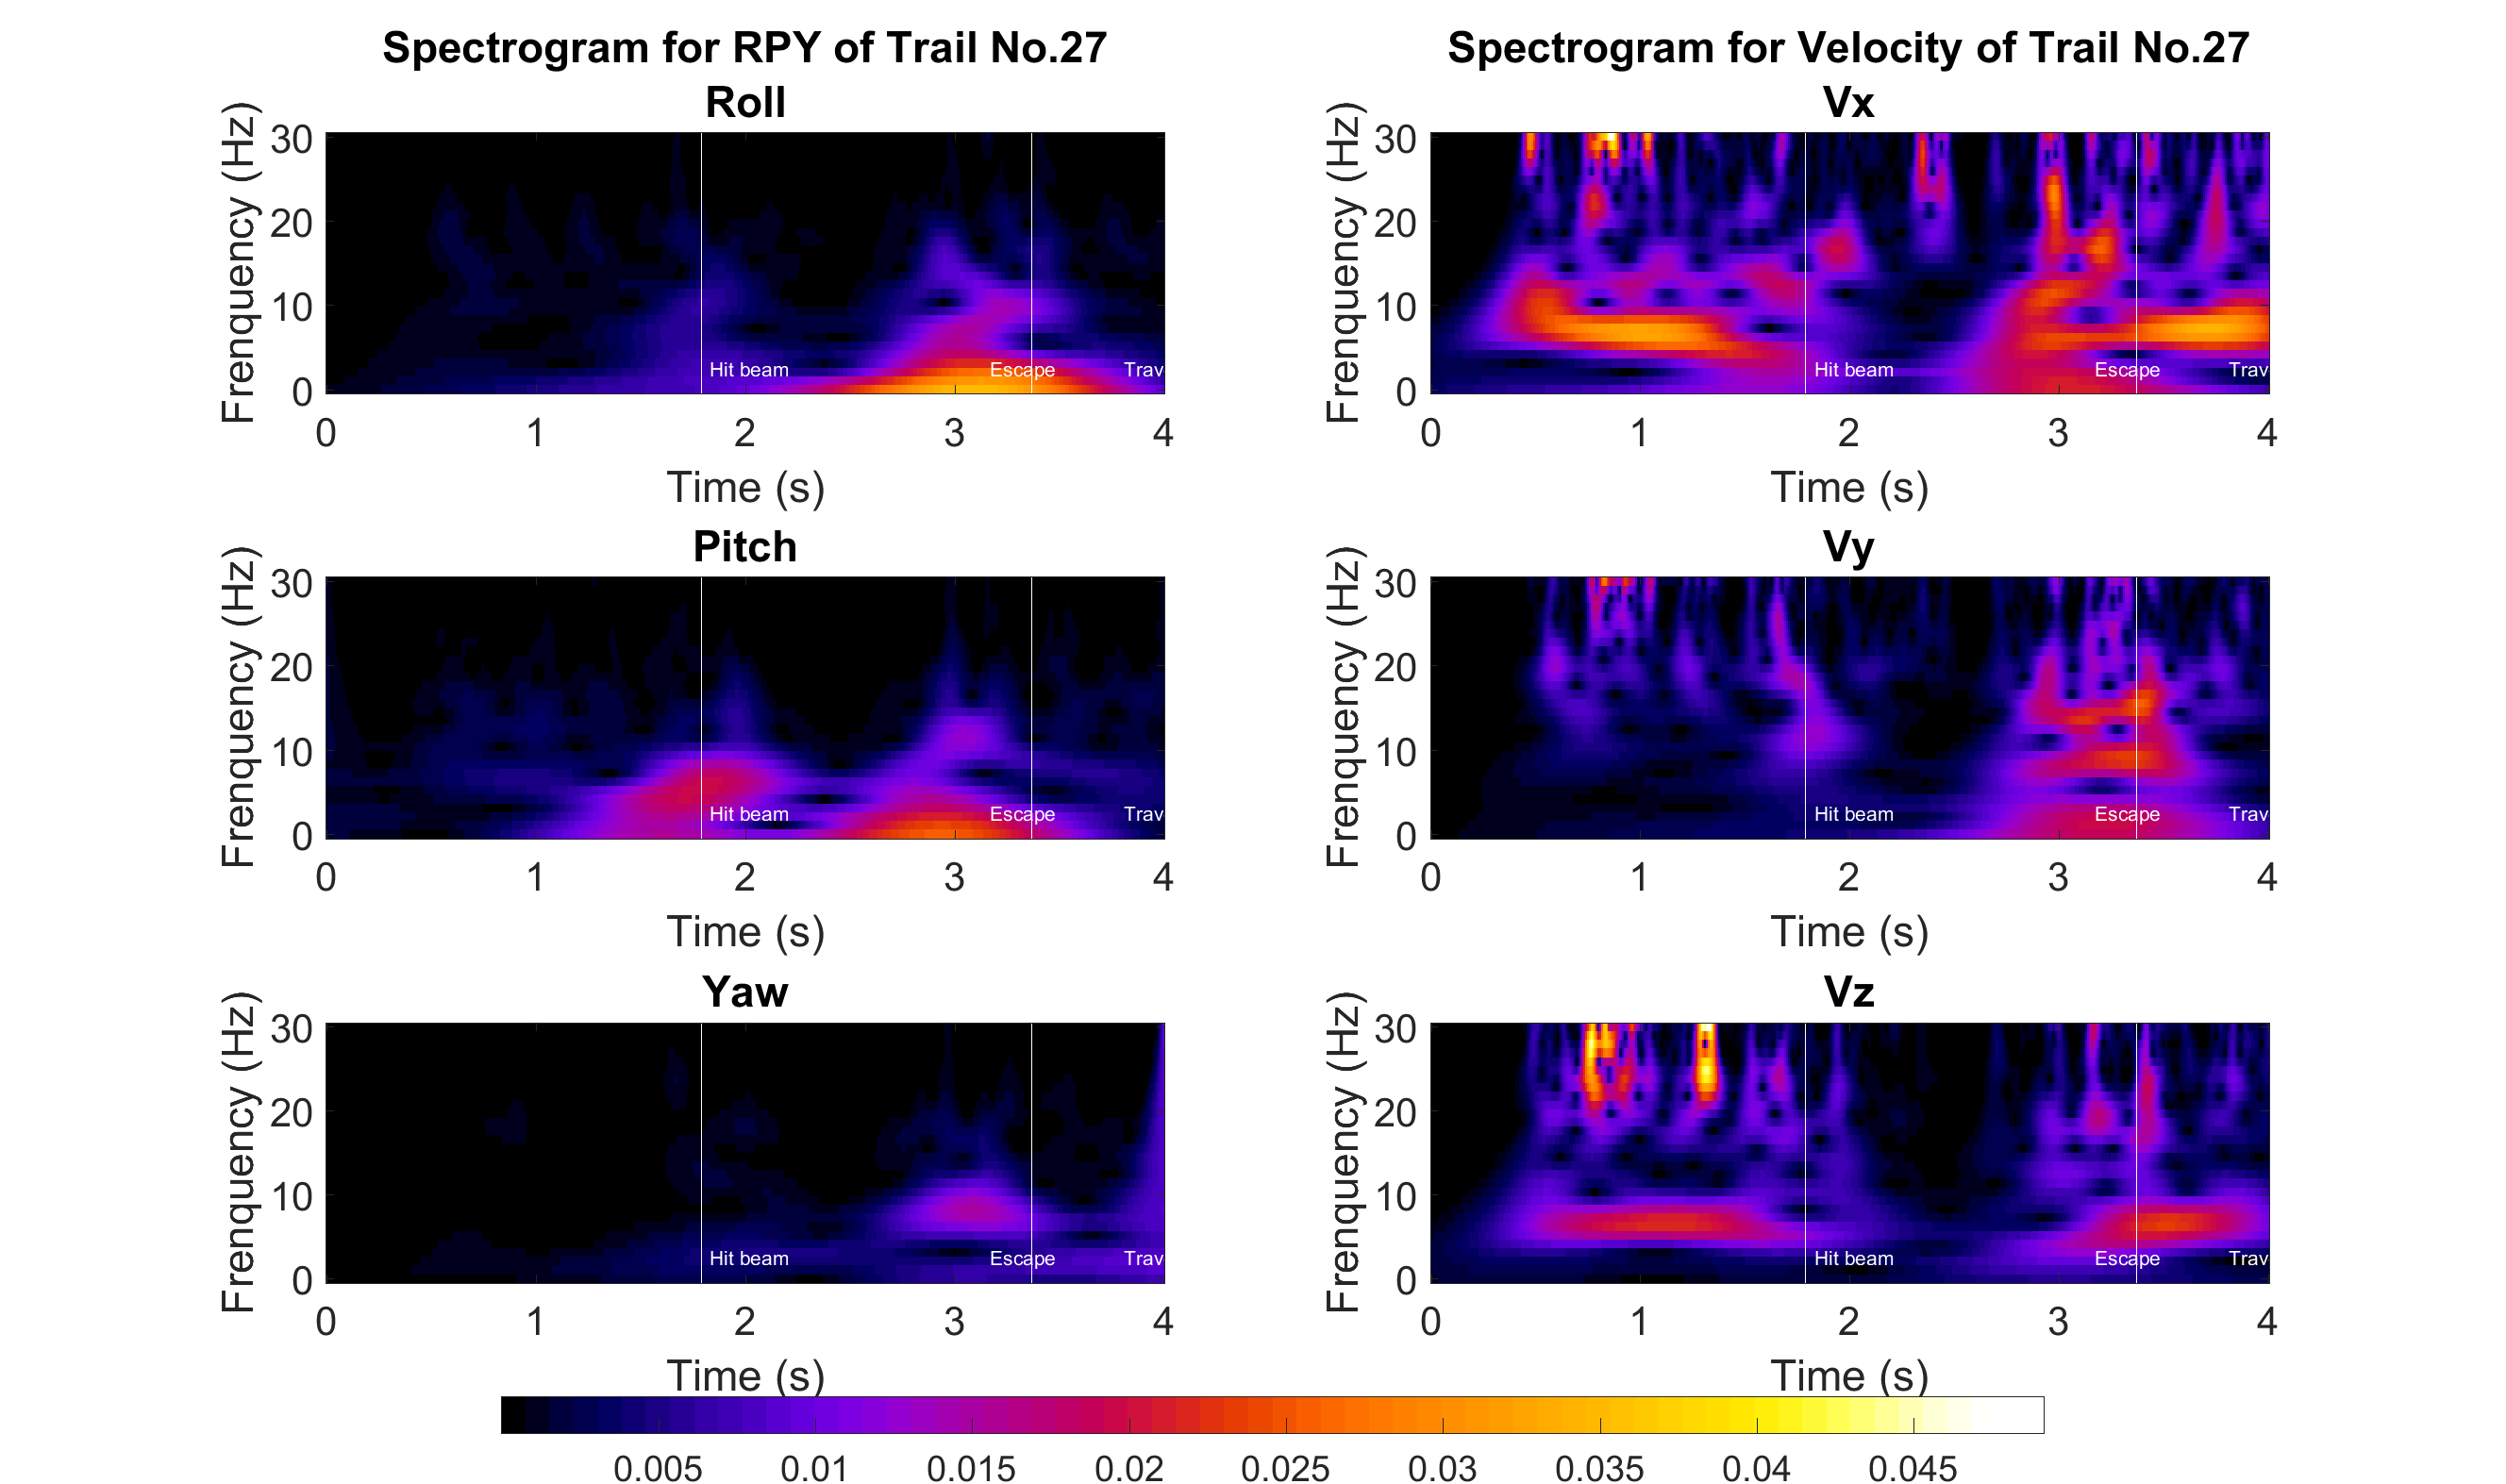 Spectrogram for RPY of Trail No.27
Roll
Frenquency (Hz)
30
20
10
0
Hit beam
Escape
Trav
0 1 2 3 4
Time (s)
Pitch
Frenquency (Hz)
30
20
10
0
Hit beam
Escape
Trav
0 1 2 3 4
Time (s)
Yaw
Frenquency (Hz)
30
20
10
0
Hit beam
Escape
Trav
0 1 2 3 4
Time (s)
Spectrogram for Velocity of Trail No.27
Vx
Frenquency (Hz)
30
20
10
0
Hit beam
Escape
Trav
0 1 2 3 4
Time (s)
Vy
Frenquency (Hz)
30
20
10
0
Hit beam
Escape
Trav
0 1 2 3 4
Time (s)
Vz
Frenquency (Hz)
30
20
10
0
Hit beam
Escape
Trav
0 1 2 3 4
Time (s)
0.005 0.01 0.015 0.02 0.025 0.03 0.035 0.04 0.045